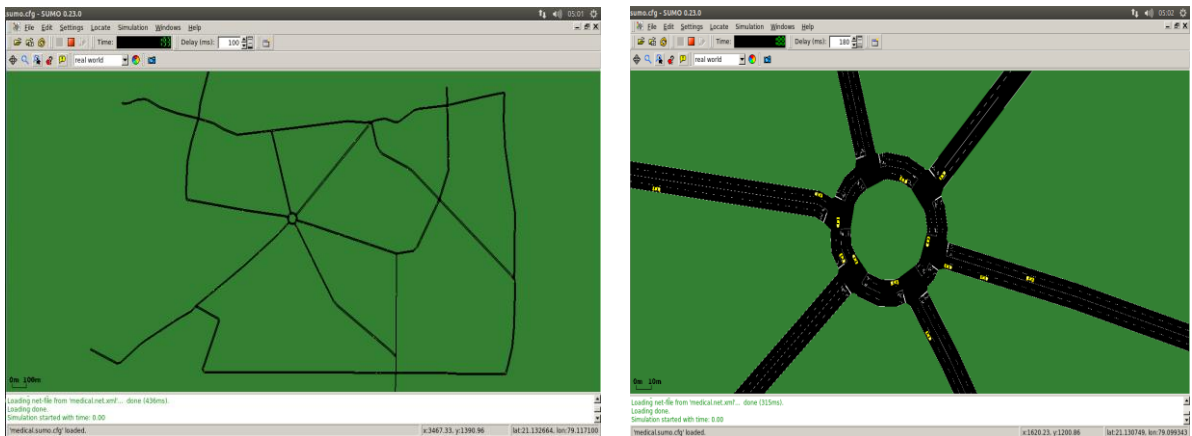 sumo.cfg - SUMO 0.23.0
05:01
File Edit Settings Locate Simulation Windows Help
Time:
Delay (ms): 100
real world
0m 100m
Loading net-file from 'medical.net.xml'... done (436ms).
Loading done.
Simulation started with time: 0.00
'medical.sumo.cfg' loaded.
x:3467.33, y:1390.96
lat:21.132664, lon:79.117100
sumo.cfg - SUMO 0.23.0
05:02
File Edit Settings Locate Simulation Windows Help
Time:
Delay (ms): 180
real world
0m 10m
Loading net-file from 'medical.net.xml'... done (315ms).
Loading done.
Simulation started with time: 0.00
'medical.sumo.cfg' loaded.
x:1620.23, y:1200.86
lat:21.130749, lon:79.099343